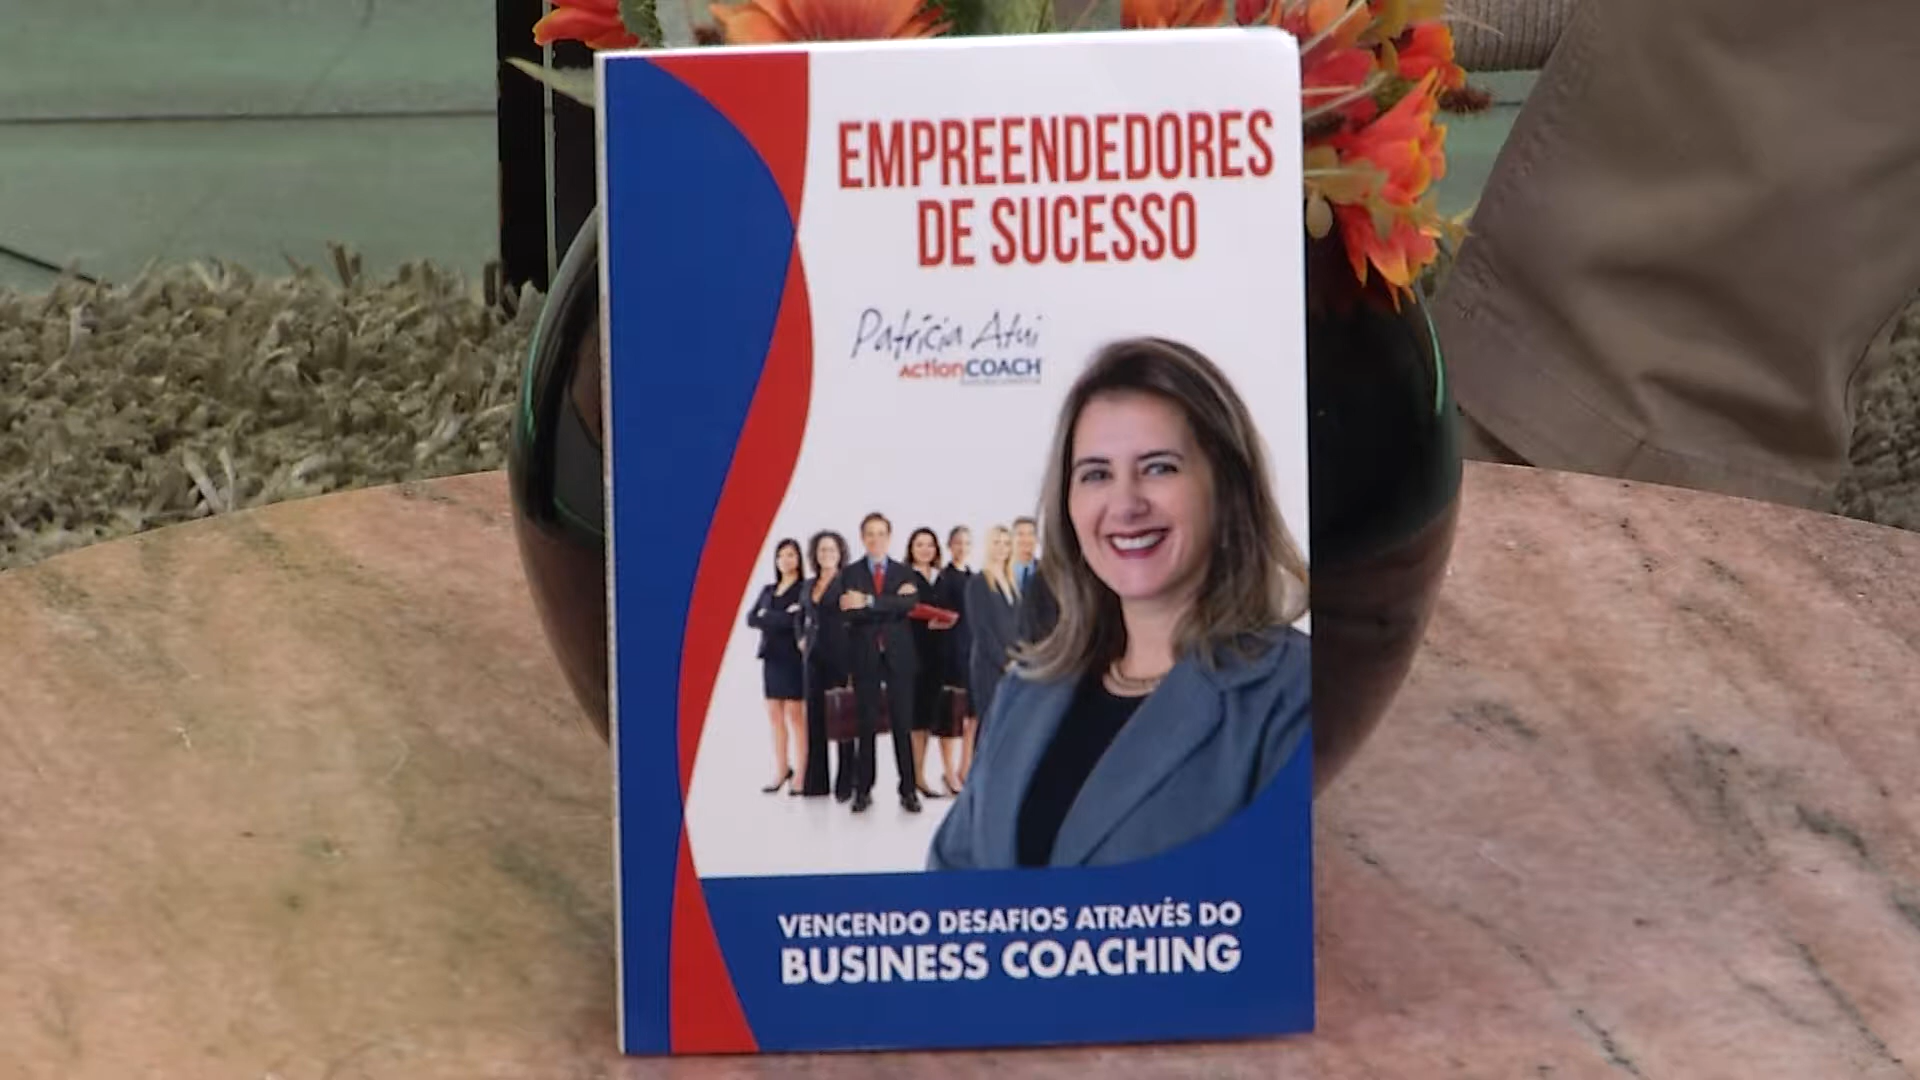 EMPREENDEDORES
DE SUCESSO
Patrícia Atui
ActionCOACH
VENCENDO DESAFIOS ATRAVÉS DO
BUSINESS COACHING